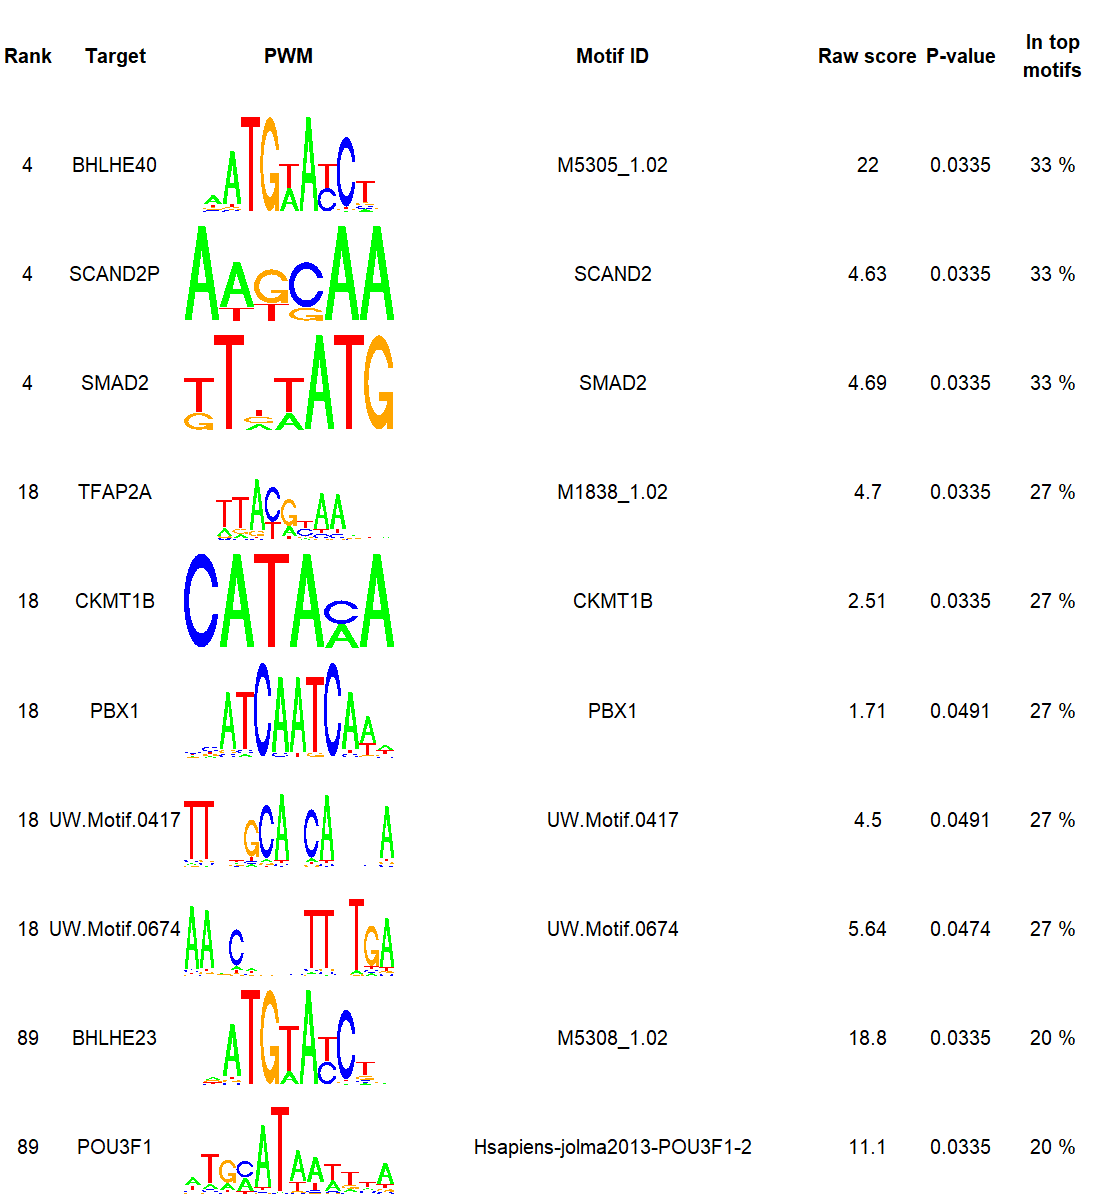 Rank Target PWM Motif ID Raw score P-value In top motifs
4 BHLHE40 M5305_1.02 22 0.0335 33 %
4 SCAND2P SCAND2 4.63 0.0335 33 %
4 SMAD2 SMAD2 4.69 0.0335 33 %
18 TFAP2A M1838_1.02 4.7 0.0335 27 %
18 CKMT1B CKMT1B 2.51 0.0335 27 %
18 PBX1 PBX1 1.71 0.0491 27 %
18 UW.Motif.0417 UW.Motif.0417 4.5 0.0491 27 %
18 UW.Motif.0674 UW.Motif.0674 5.64 0.0474 27 %
89 BHLHE23 M5308_1.02 18.8 0.0335 20 %
89 POU3F1 Hsapiens-jolma2013-POU3F1-2 11.1 0.0335 20 %